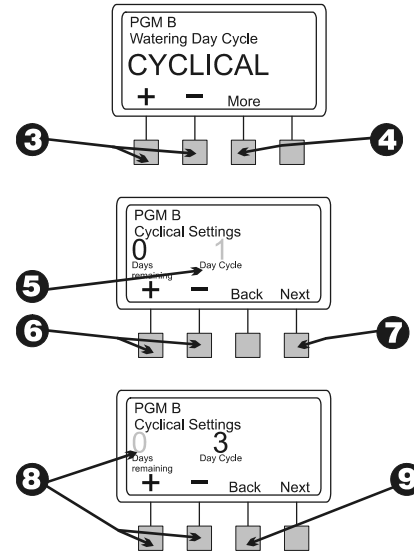 PGM B
Watering Day Cycle
CYCLICAL
+ − More
3 4
PGM B
Cyclical Settings
0 1
Days remaining Day Cycle
5
+ − Back Next
6 7
PGM B
Cyclical Settings
0 3
Days remaining Day Cycle
+ − Back Next
8 9